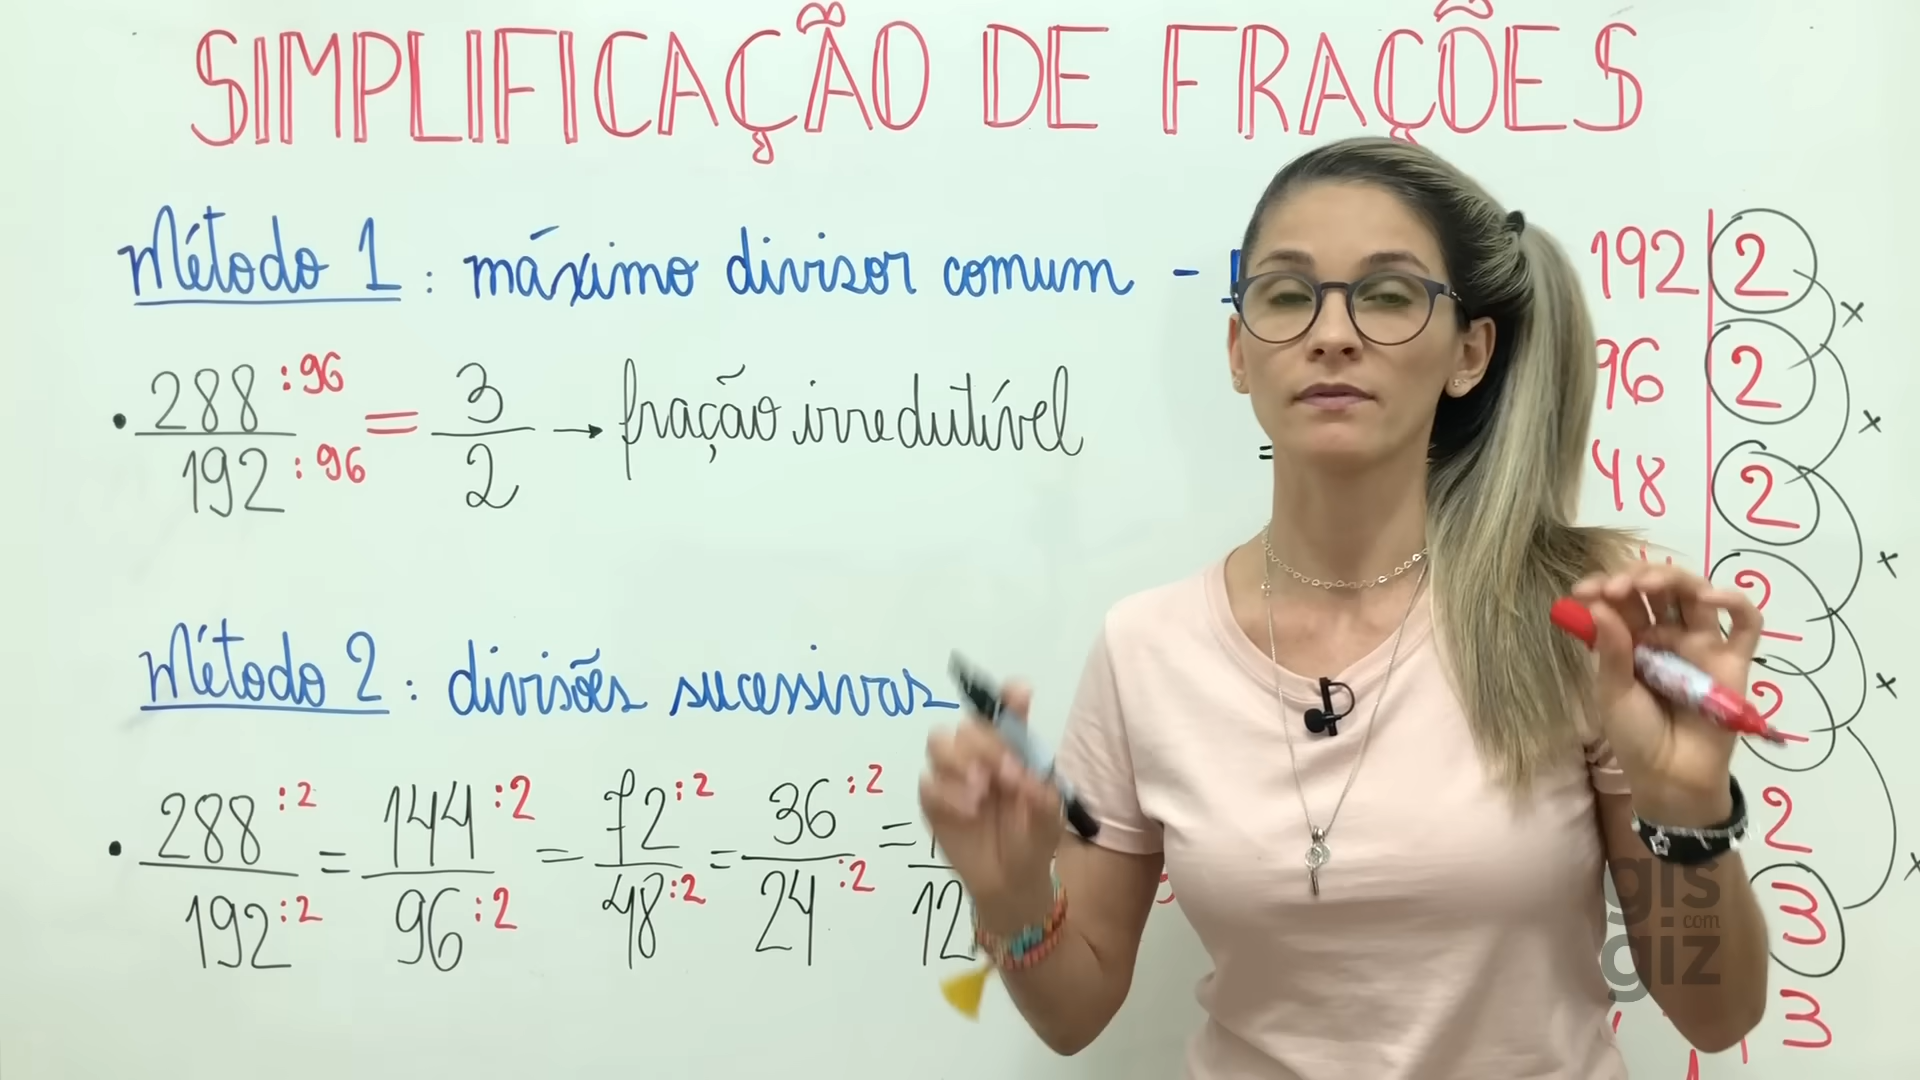 SIMPLIFICAÇÃO DE FRAÇÕES
Método 1 : máximo divisor comum -
288 :96 = 3 → fração irredutível
192 :96 2
Método 2 : divisões sucessivas
288 :2 = 144 :2 = 72 :2 = 36 :2 =
192 :2 96 :2 48 :2 24 :2 12
=
192 2 x
96 2 x
48 2 x
2 x
2
2 x
3
3
gis
com
giz